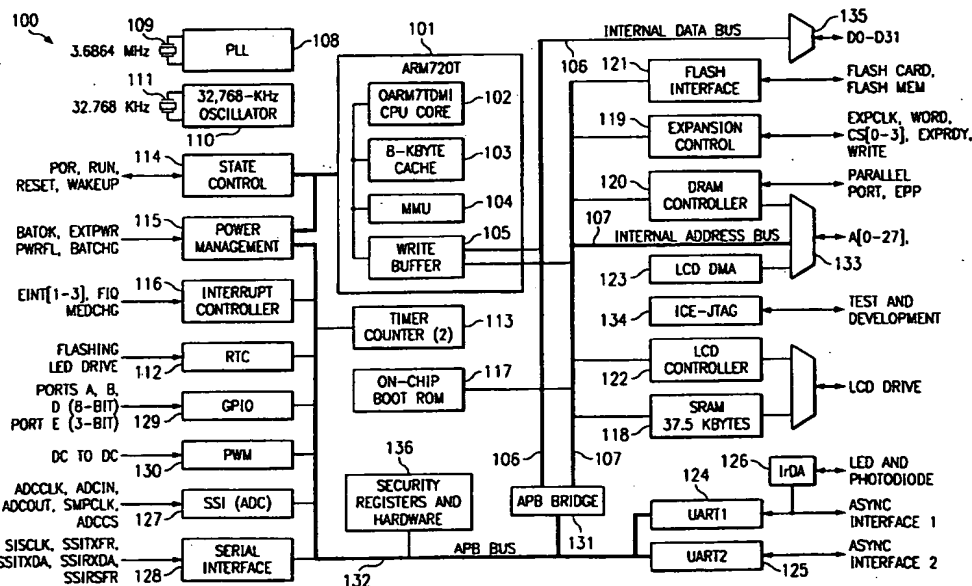 100
109
3.6864 MHz
PLL
108
111
32.768 KHz
32,768-KHz
OSCILLATOR
110
114
POR, RUN,
RESET, WAKEUP
STATE
CONTROL
115
BATOK, EXTPWR
PWRFL, BATCHG
POWER
MANAGEMENT
116
EINT[1-3], FIQ
MEDCHG
INTERRUPT
CONTROLLER
FLASHING
LED DRIVE
RTC
112
PORTS A, B,
D (8-BIT)
PORT E (3-BIT)
GPIO
129
DC TO DC
PWM
130
ADCCLK, ADCIN,
ADCOUT, SMPCLK,
ADCCS
SSI (ADC)
127
SISCLK, SSITXFR,
SSITXDA, SSIRXDA,
SSIRSFR
SERIAL
INTERFACE
128
101
ARM720T
OARM7TDMI
CPU CORE
102
8-KBYTE
CACHE
103
MMU
104
WRITE
BUFFER
105
TIMER
COUNTER (2)
113
ON-CHIP
BOOT ROM
117
136
SECURITY
REGISTERS AND
HARDWARE
132
APB BUS
106
107
APB BRIDGE
131
INTERNAL DATA BUS
106
135
D0-D31
121
FLASH
INTERFACE
FLASH CARD,
FLASH MEM
119
EXPANSION
CONTROL
EXPCLK, WORD,
CS[0-3], EXPRDY,
WRITE
120
DRAM
CONTROLLER
PARALLEL
PORT, EPP
107
INTERNAL ADDRESS BUS
A[0-27],
133
123
LCD DMA
134
ICE-JTAG
TEST AND
DEVELOPMENT
LCD
CONTROLLER
122
LCD DRIVE
SRAM
37.5 KBYTES
118
126
IrDA
LED AND
PHOTODIODE
124
UART1
ASYNC
INTERFACE 1
UART2
125
ASYNC
INTERFACE 2